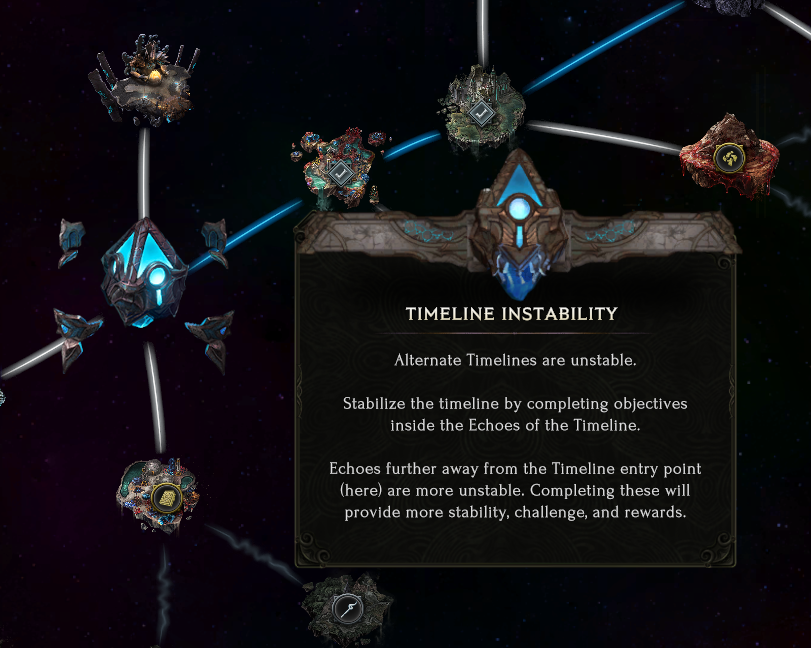 TIMELINE INSTABILITY
Alternate Timelines are unstable.
Stabilize the timeline by completing objectives
inside the Echoes of the Timeline.
Echoes further away from the Timeline entry point
(here) are more unstable. Completing these will
provide more stability, challenge, and rewards.